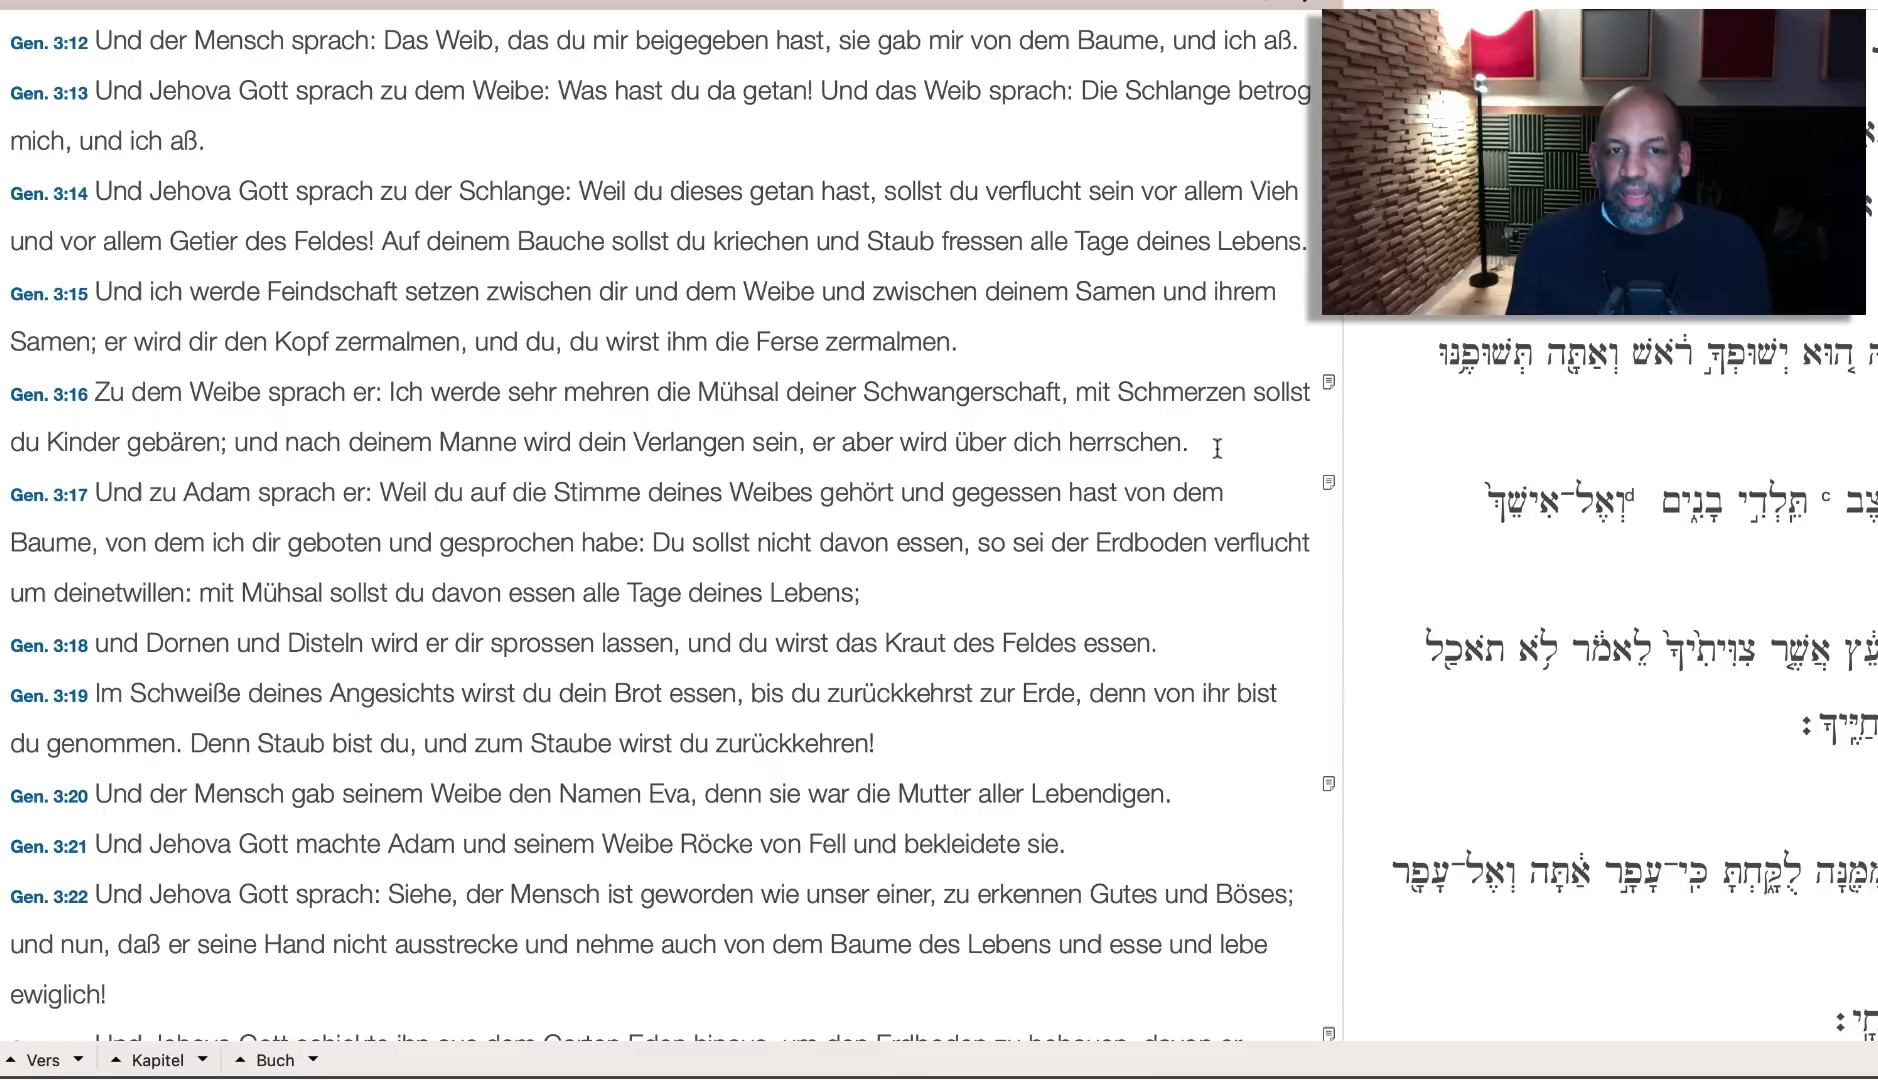 Gen. 3:12 Und der Mensch sprach: Das Weib, das du mir beigegeben hast, sie gab mir von dem Baume, und ich aß.
Gen. 3:13 Und Jehova Gott sprach zu dem Weibe: Was hast du da getan! Und das Weib sprach: Die Schlange betrog
mich, und ich aß.
Gen. 3:14 Und Jehova Gott sprach zu der Schlange: Weil du dieses getan hast, sollst du verflucht sein vor allem Vieh
und vor allem Getier des Feldes! Auf deinem Bauche sollst du kriechen und Staub fressen alle Tage deines Lebens.
Gen. 3:15 Und ich werde Feindschaft setzen zwischen dir und dem Weibe und zwischen deinem Samen und ihrem
Samen; er wird dir den Kopf zermalmen, und du, du wirst ihm die Ferse zermalmen.
Gen. 3:16 Zu dem Weibe sprach er: Ich werde sehr mehren die Mühsal deiner Schwangerschaft, mit Schmerzen sollst
du Kinder gebären; und nach deinem Manne wird dein Verlangen sein, er aber wird über dich herrschen.
Gen. 3:17 Und zu Adam sprach er: Weil du auf die Stimme deines Weibes gehört und gegessen hast von dem
Baume, von dem ich dir geboten und gesprochen habe: Du sollst nicht davon essen, so sei der Erdboden verflucht
um deinetwillen: mit Mühsal sollst du davon essen alle Tage deines Lebens;
Gen. 3:18 und Dornen und Disteln wird er dir sprossen lassen, und du wirst das Kraut des Feldes essen.
Gen. 3:19 Im Schweiße deines Angesichts wirst du dein Brot essen, bis du zurückkehrst zur Erde, denn von ihr bist
du genommen. Denn Staub bist du, und zum Staube wirst du zurückkehren!
Gen. 3:20 Und der Mensch gab seinem Weibe den Namen Eva, denn sie war die Mutter aller Lebendigen.
Gen. 3:21 Und Jehova Gott machte Adam und seinem Weibe Röcke von Fell und bekleidete sie.
Gen. 3:22 Und Jehova Gott sprach: Siehe, der Mensch ist geworden wie unser einer, zu erkennen Gutes und Böses;
und nun, daß er seine Hand nicht ausstrecke und nehme auch von dem Baume des Lebens und esse und lebe
ewiglich!
Und Jehova Gott schickte ihn aus dem Garten Eden hinaus, um den Erdboden zu bebauen, davon er
ה֚וּא יְשׁוּפְךָ֣ רֹ֔אשׁ וְאַתָּ֖ה תְּשׁוּפֶ֥נּוּ
c תֵּֽלְדִ֣י בָנִ֑ים d וְאֶל־אִישֵׁךְ֙
אֲשֶׁ֤ר צִוִּיתִ֙יךָ֙ לֵאמֹ֔ר לֹ֥א תֹאכַ֖ל
חַיֶּֽיךָ׃
לֻקָּ֑חְתָּ כִּֽי־עָפָ֣ר אַ֔תָּה וְאֶל־עָפָ֖ר
Vers Kapitel Buch